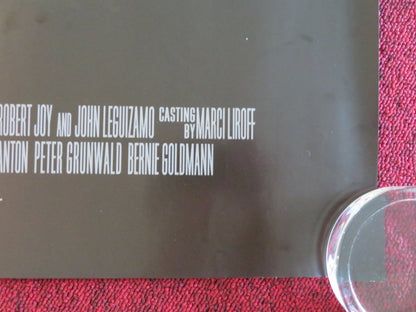 ROBERT JOY AND JOHN LEGUIZAMO CASTING BY MARCI LIROFF
ANTON PETER GRUNWALD BERNIE GOLDMANN